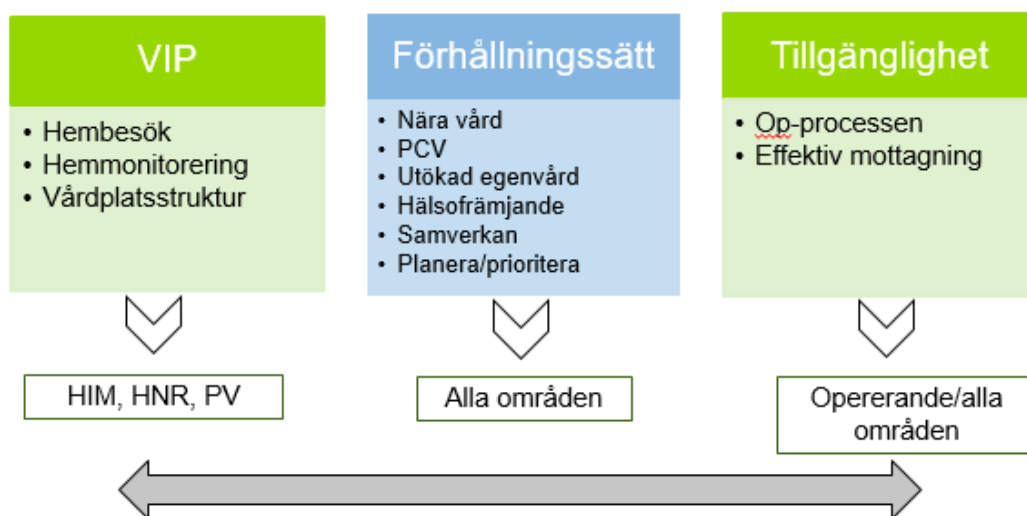 VIP
• Hembesök
• Hemmonitorering
• Vårdplatsstruktur
HIM, HNR, PV
Förhållningssätt
• Nära vård
• PCV
• Utökad egenvård
• Hälsofrämjande
• Samverkan
• Planera/prioritera
Alla områden
Tillgänglighet
• Op-processen
• Effektiv mottagning
Opererande/alla
områden